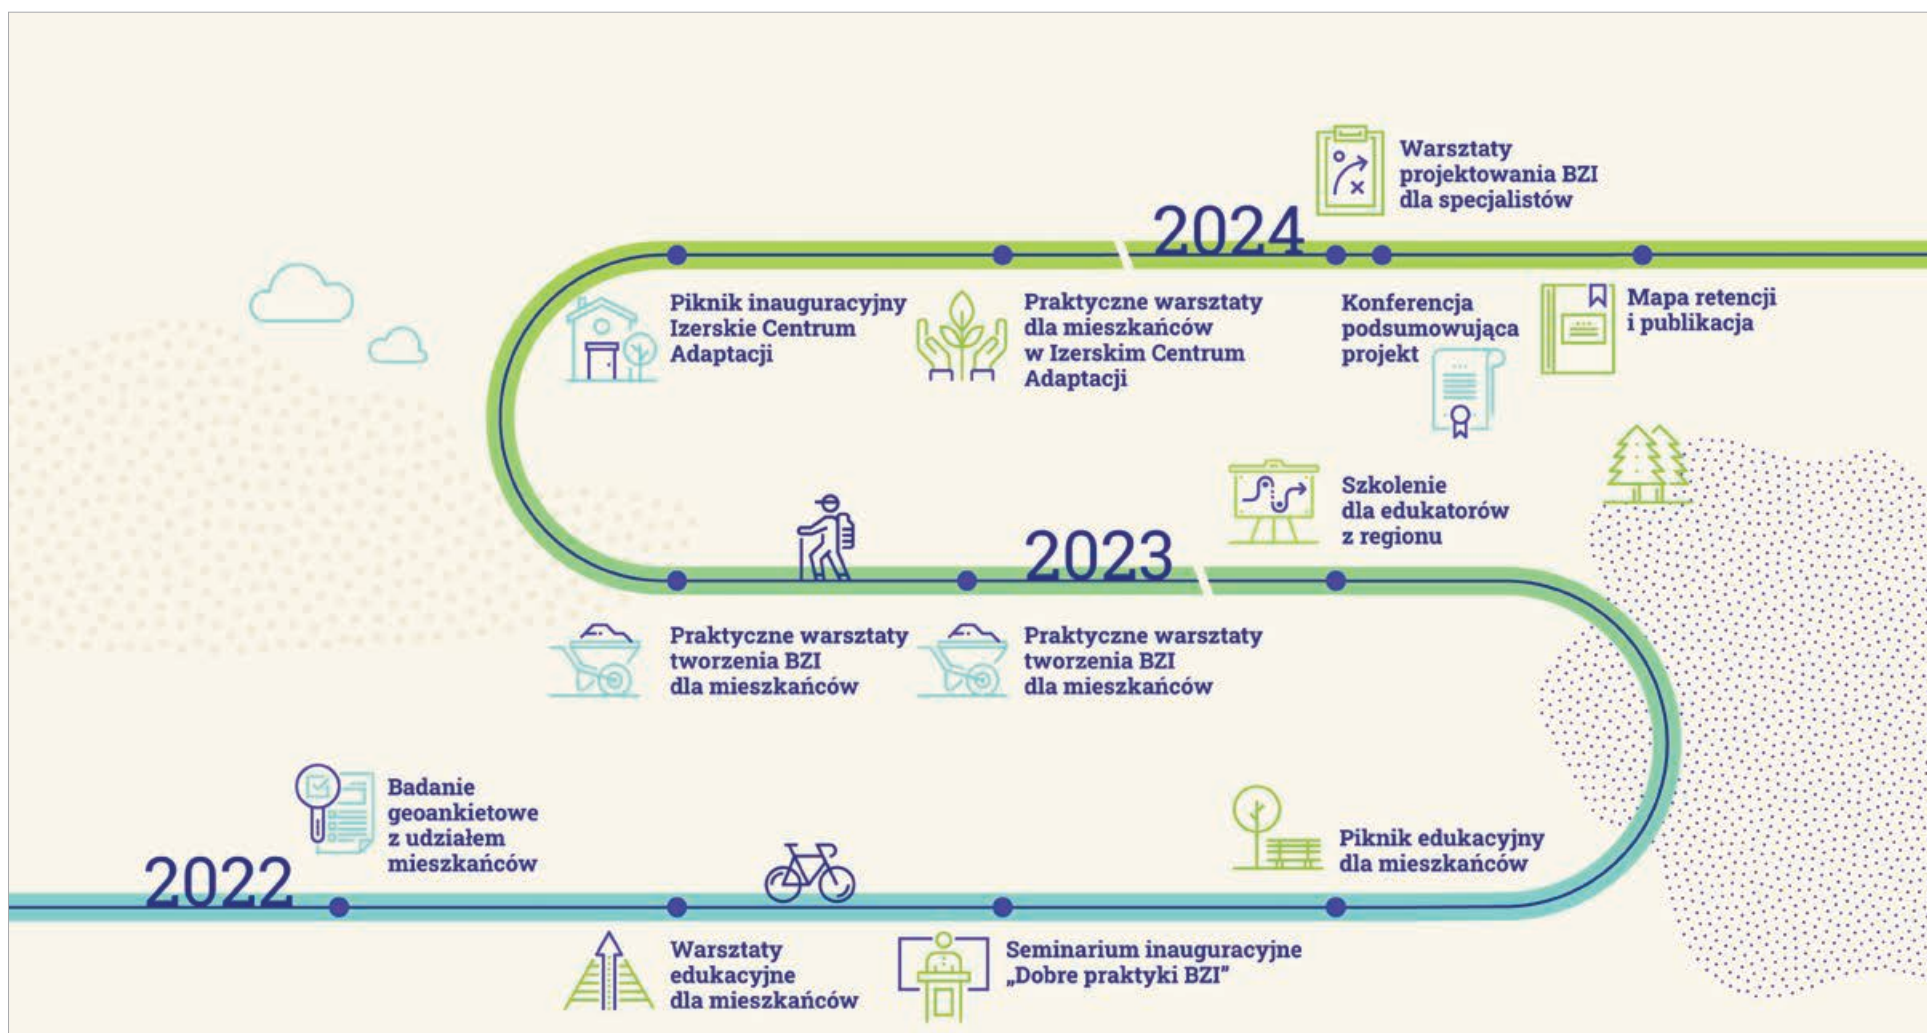 Warsztaty
projektowania BZI
dla specjalistów
2024
Piknik inauguracyjny
Izerskie Centrum
Adaptacji
Praktyczne warsztaty
dla mieszkańców
w Izerskim Centrum
Adaptacji
Konferencja
podsumowująca
projekt
Mapa retencji
i publikacja
Szkolenie
dla edukatorów
z regionu
2023
Praktyczne warsztaty
tworzenia BZI
dla mieszkańców
Praktyczne warsztaty
tworzenia BZI
dla mieszkańców
Badanie
geoankietowe
z udziałem
mieszkańców
2022
Piknik edukacyjny
dla mieszkańców
Warsztaty
edukacyjne
dla mieszkańców
Seminarium inauguracyjne
„Dobre praktyki BZI”